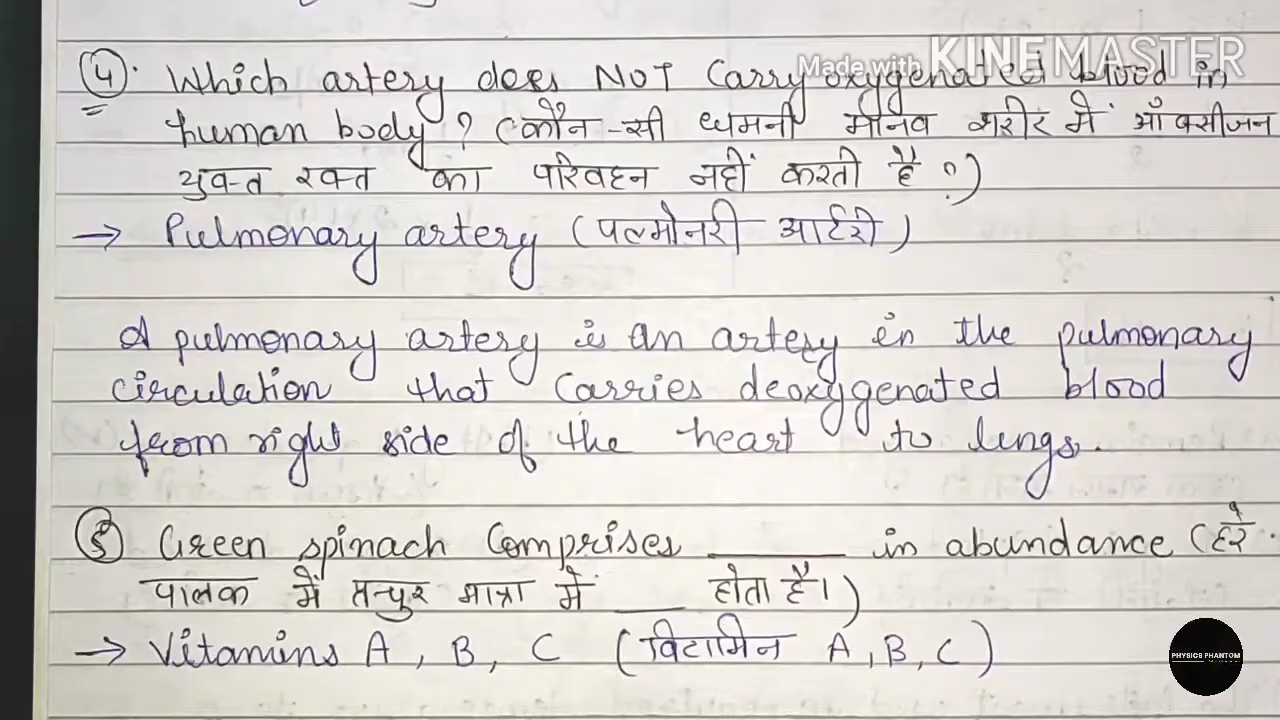 Made with KINEMASTER
④. Which artery does NOT Carry oxygenated blood in
human body ? (कौन-सी धमनी मानव शरीर में ऑक्सीजन
युक्त रक्त का परिवहन नहीं करती है ?)
→ Pulmonary artery (पल्मोनरी आर्टरी)
A pulmonary artery is an artery in the pulmonary
circulation that carries deoxygenated blood
from right side of the heart to lungs.
⑤ Green spinach Comprises ______ in abundance (हरे
पालक में प्रचुर मात्रा में ___ होता है।)
→ Vitamins A, B, C (विटामिन A, B, C)
PHYSICS PHANTOM